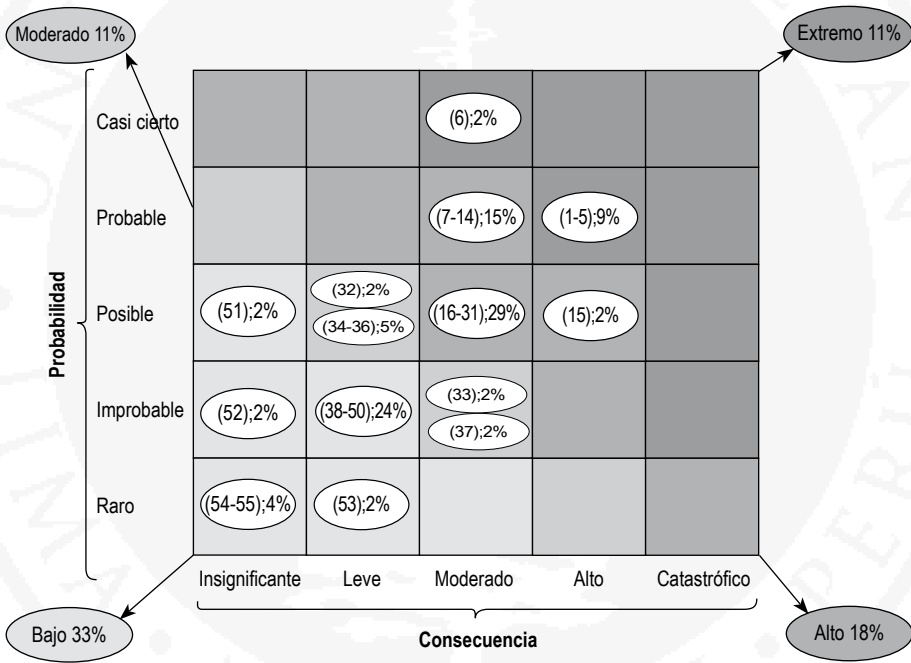 Moderado 11%
Extremo 11%
Casi cierto
(6);2%
Probable
(7-14);15%
(1-5);9%
Probabilidad
Posible
(51);2%
(32);2%
(34-36);5%
(16-31);29%
(15);2%
Improbable
(52);2%
(38-50);24%
(33);2%
(37);2%
Raro
(54-55);4%
(53);2%
Insignificante
Leve
Moderado
Alto
Catastrófico
Consecuencia
Bajo 33%
Alto 18%